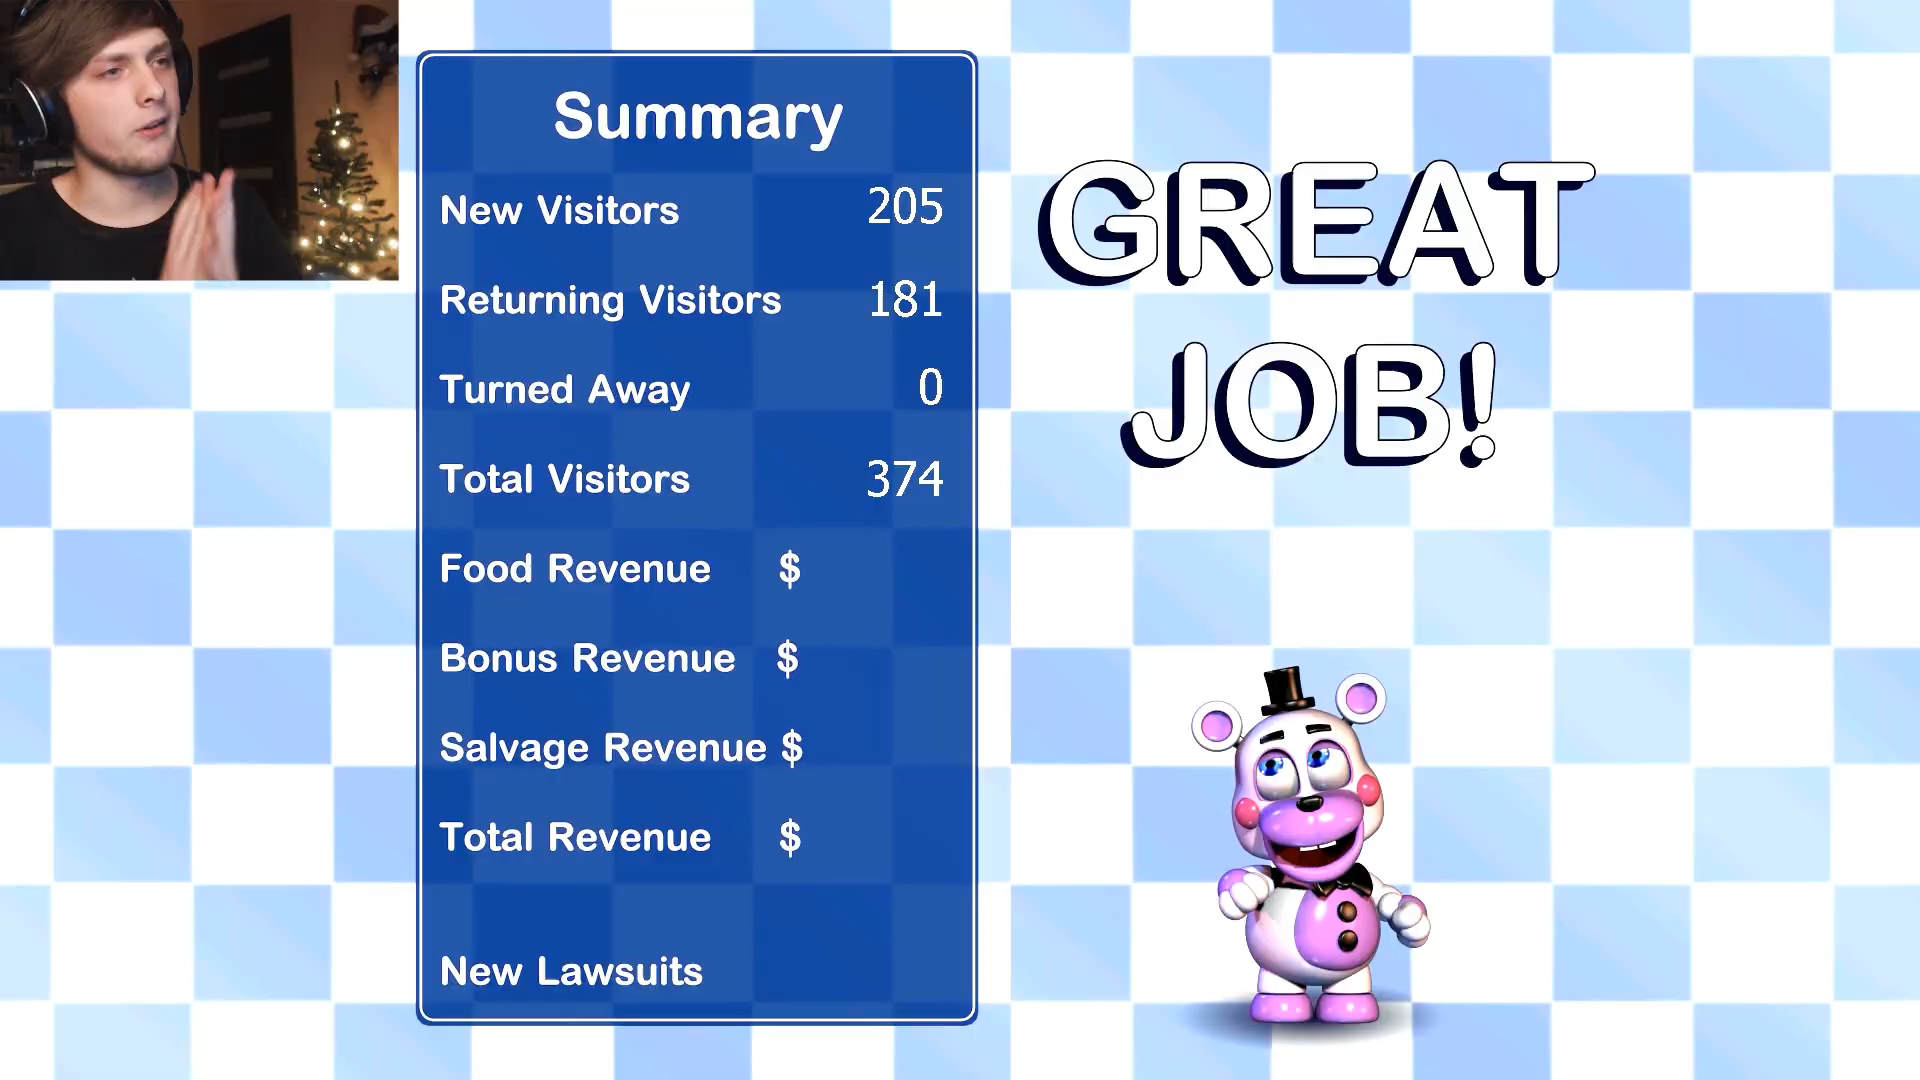 Summary
New Visitors 205
Returning Visitors 181
Turned Away 0
Total Visitors 374
Food Revenue $
Bonus Revenue $
Salvage Revenue $
Total Revenue $
New Lawsuits
GREAT
JOB!